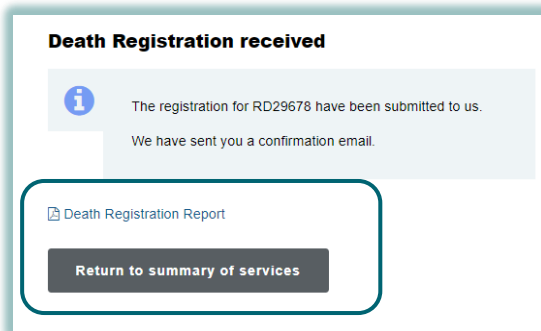 Death Registration received
The registration for RD29678 have been submitted to us.
We have sent you a confirmation email.
Death Registration Report
Return to summary of services